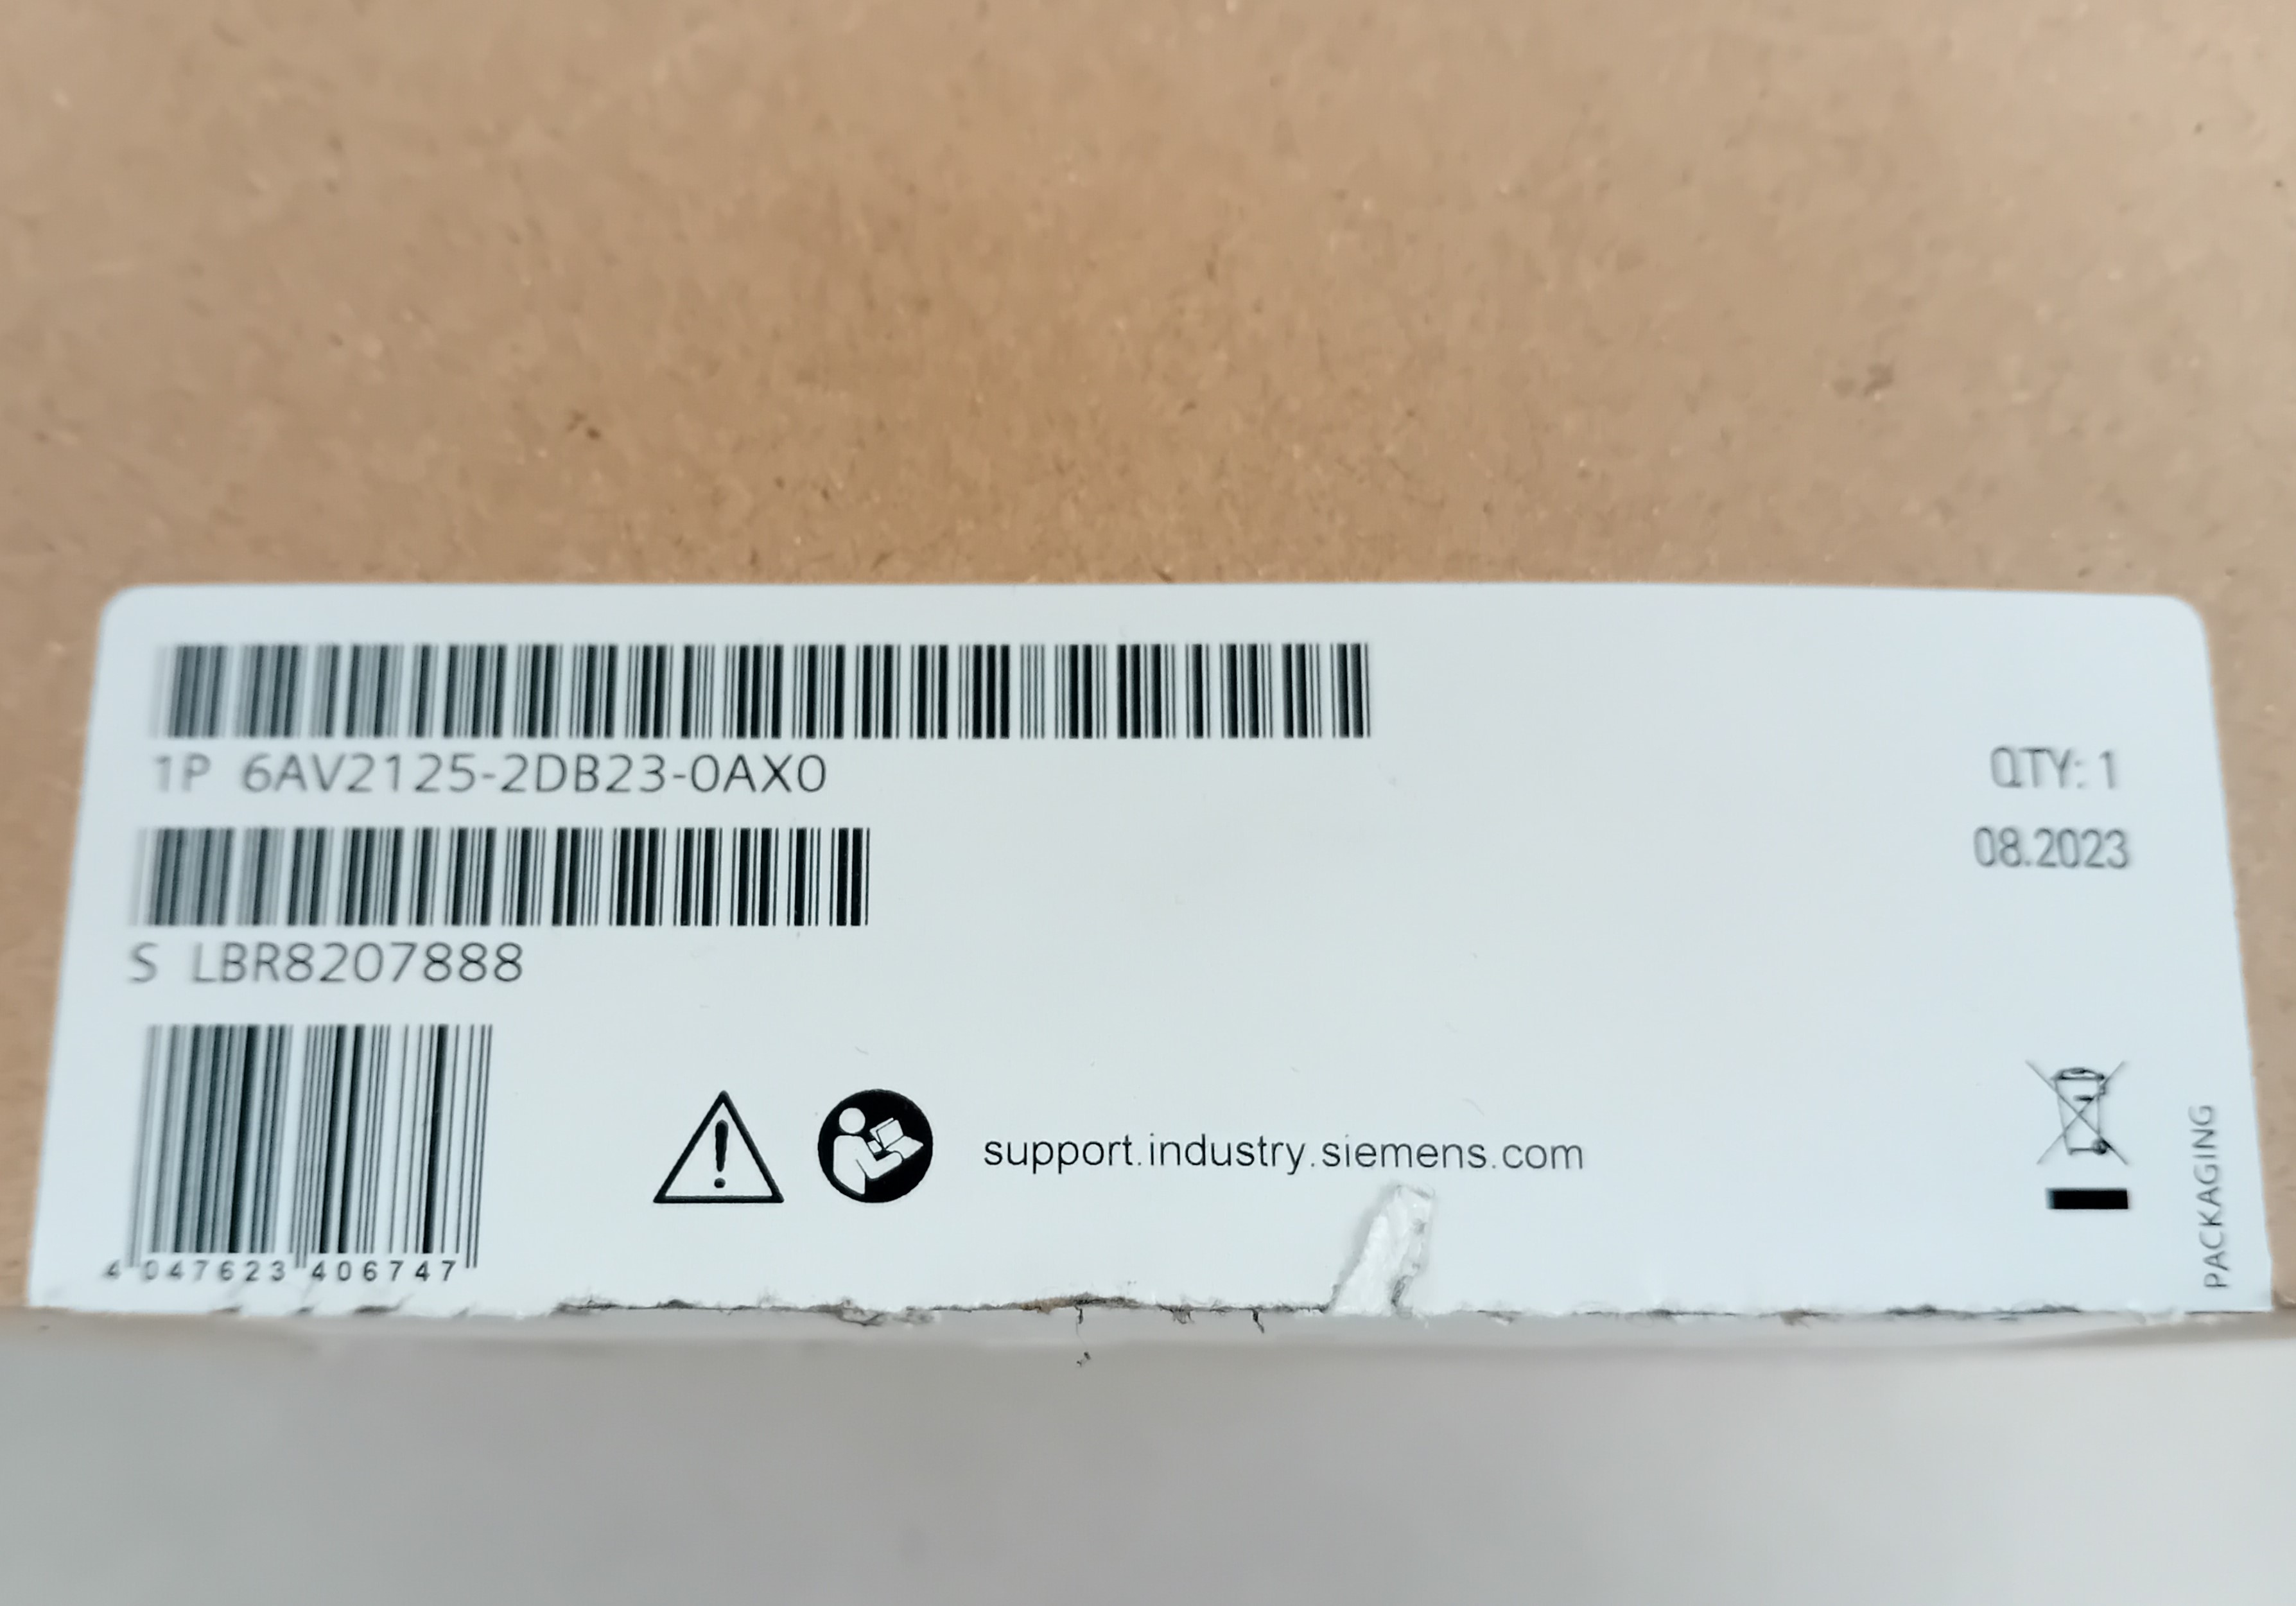 1P 6AV2125-2DB23-0AX0
QTY: 1
08.2023
S LBR8207888
support.industry.siemens.com
4 047623 406747
PACKAGING